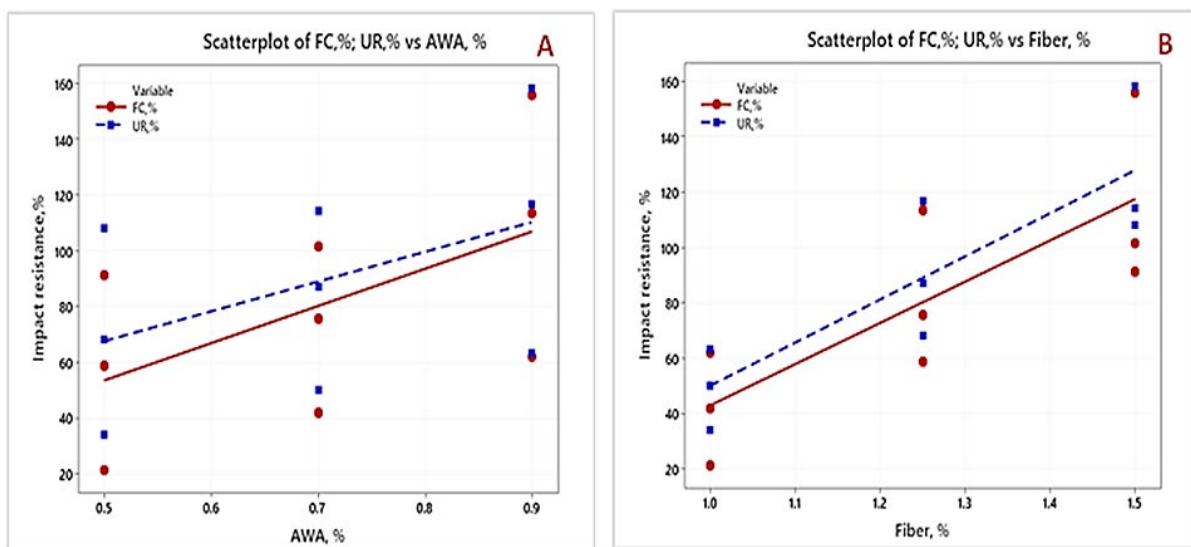 Scatterplot of FC,%; UR,% vs AWA, %
A
Variable
FC,%
UR,%
Impact resistance,%
160
140
120
100
80
60
40
20
0.5 0.6 0.7 0.8 0.9
AWA, %
Scatterplot of FC,%; UR,% vs Fiber, %
B
Variable
FC,%
UR,%
Impact resistance, %
160
140
120
100
80
60
40
20
1.0 1.1 1.2 1.3 1.4 1.5
Fiber, %